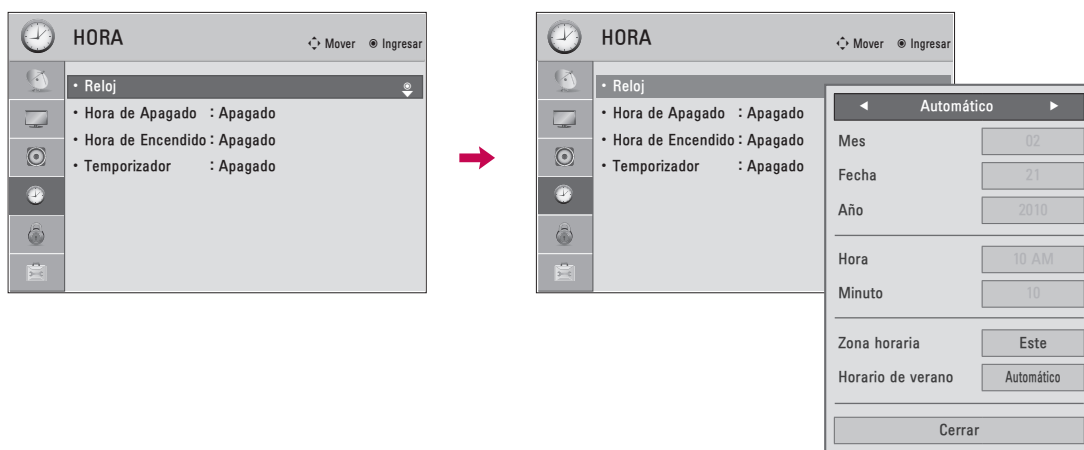 HORA
Mover Ingresar
• Reloj
• Hora de Apagado : Apagado
• Hora de Encendido : Apagado
• Temporizador : Apagado
HORA
Mover Ingresar
• Reloj
• Hora de Apagado : Apagado
• Hora de Encendido : Apagado
• Temporizador : Apagado
◄ Automático ►
Mes 02
Fecha 21
Año 2010
Hora 10 AM
Minuto 10
Zona horaria Este
Horario de verano Automático
Cerrar